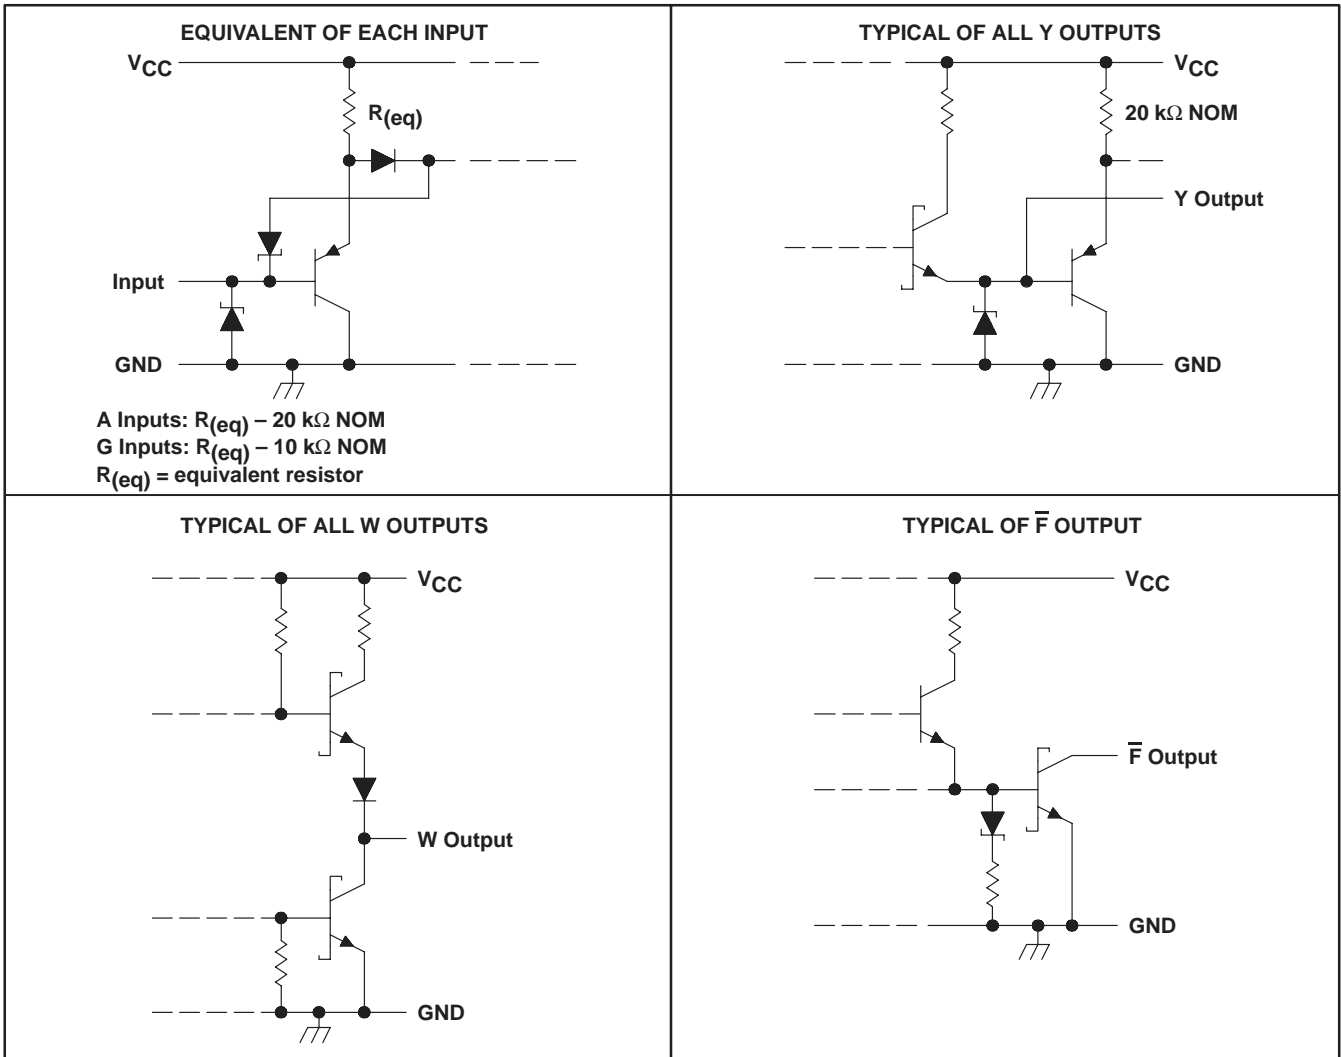 EQUIVALENT OF EACH INPUT
VCC
R(eq)
Input
GND
A Inputs: R(eq) – 20 kΩ NOM
G Inputs: R(eq) – 10 kΩ NOM
R(eq) = equivalent resistor
TYPICAL OF ALL Y OUTPUTS
VCC
20 kΩ NOM
Y Output
GND
TYPICAL OF ALL W OUTPUTS
VCC
W Output
GND
TYPICAL OF F̅ OUTPUT
VCC
F̅ Output
GND